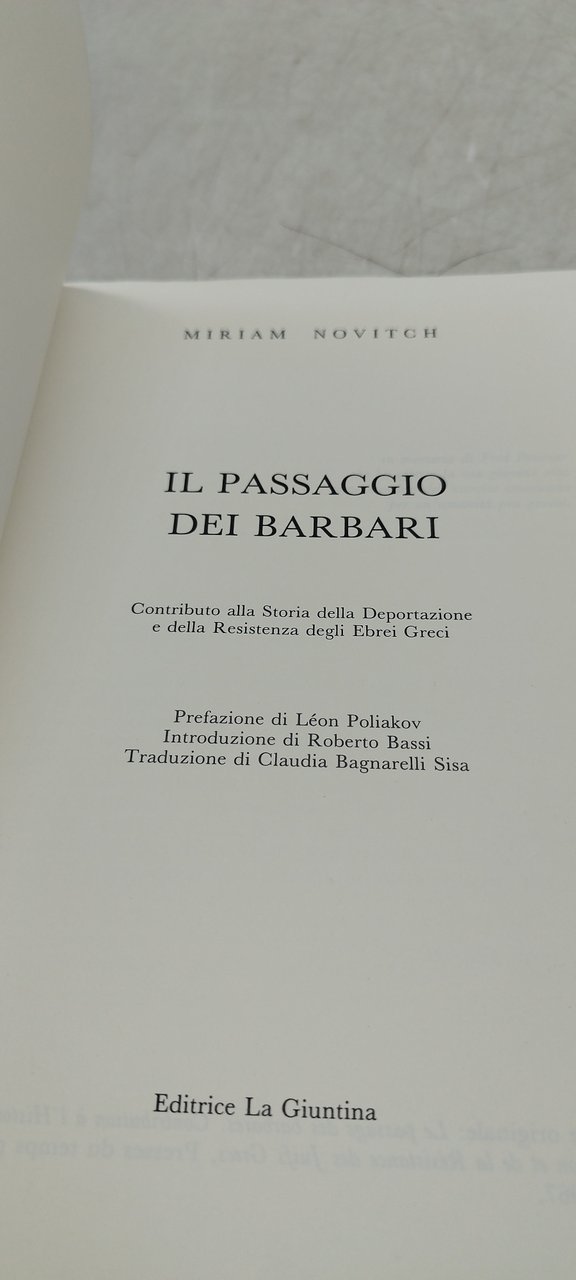 MIRIAM NOVITCH
IL PASSAGGIO
DEI BARBARI
Contributo alla Storia della Deportazione
e della Resistenza degli Ebrei Greci
Prefazione di Léon Poliakov
Introduzione di Roberto Bassi
Traduzione di Claudia Bagnarelli Sisa
Editrice La Giuntina